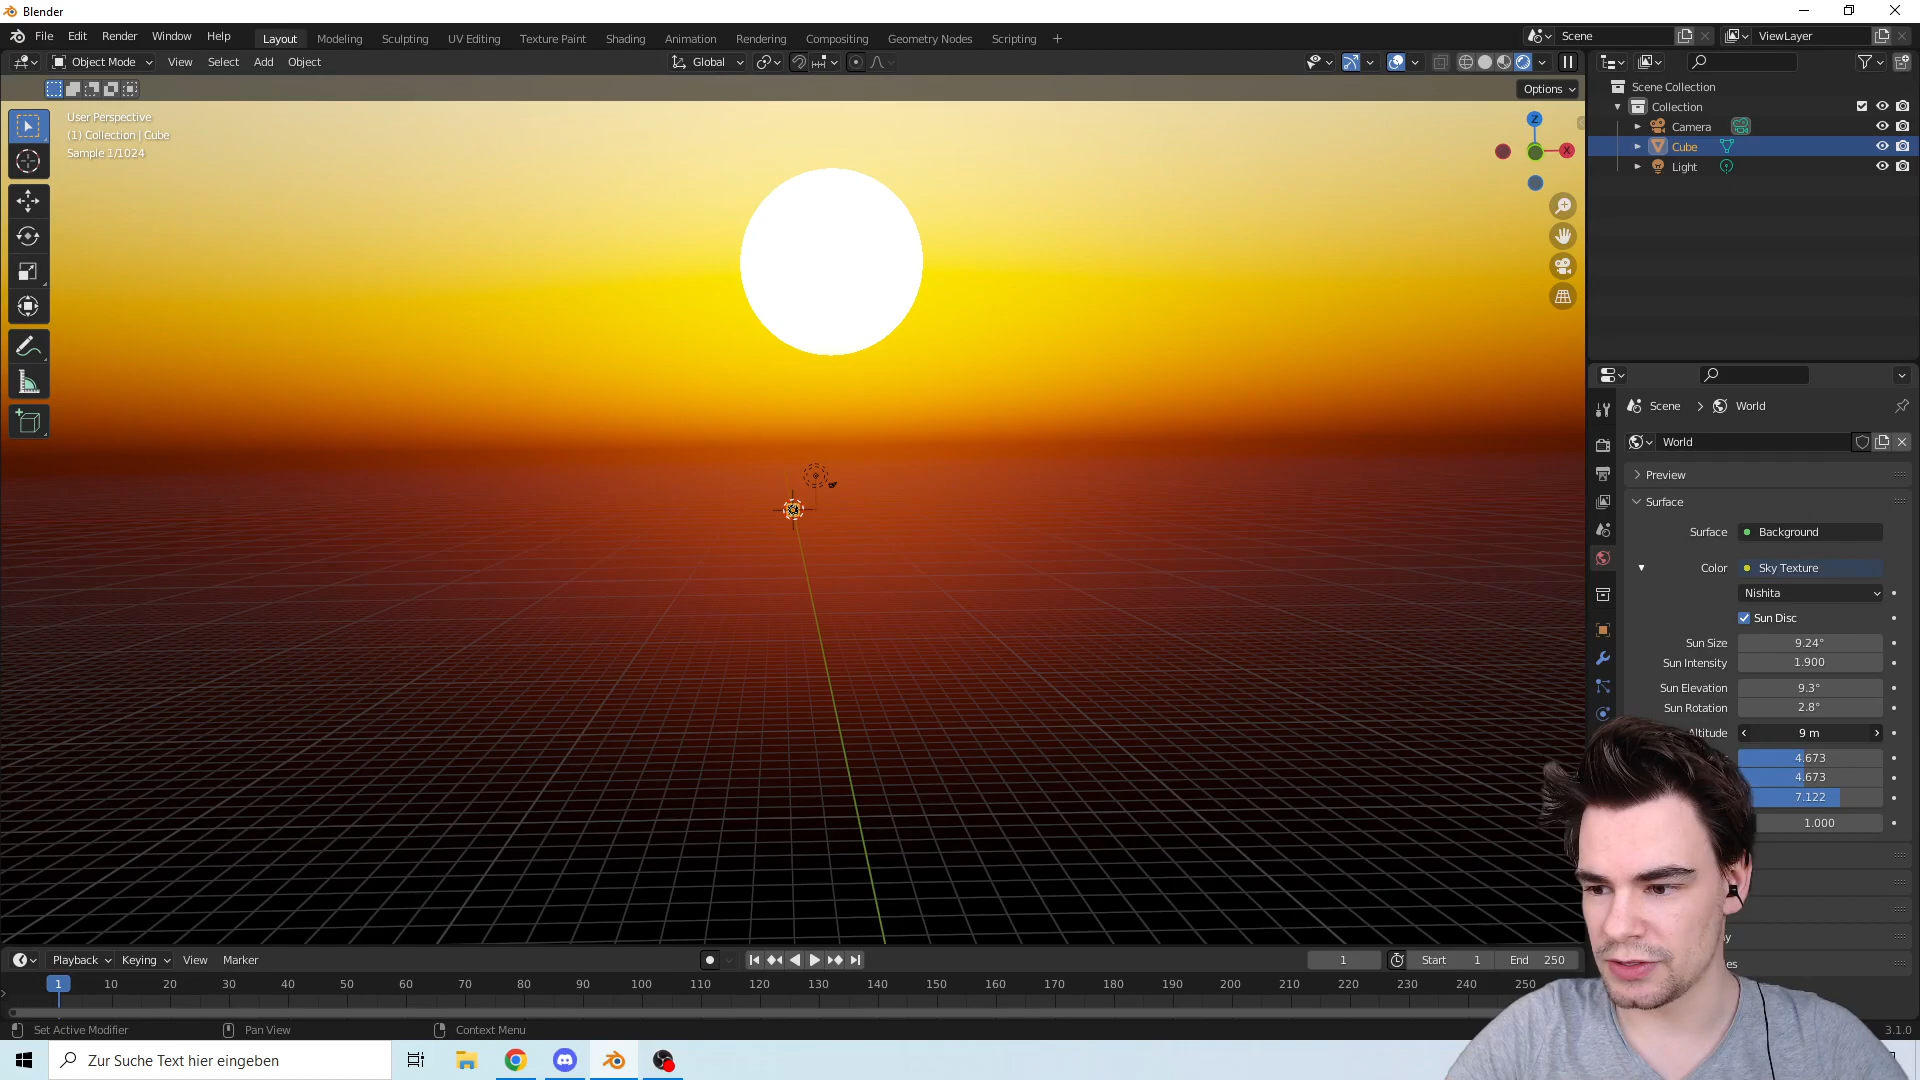 Blender
File Edit Render Window Help
Layout Modeling Sculpting UV Editing Texture Paint Shading Animation Rendering Compositing Geometry Nodes Scripting +
Scene
ViewLayer
Object Mode View Select Add Object
Global
Options
User Perspective
(1) Collection | Cube
Sample 1/1024
Z
X
Scene Collection
Collection
Camera
Cube
Light
Scene > World
World
Preview
Surface
Surface Background
Color Sky Texture
Nishita
Sun Disc
Sun Size 9.24°
Sun Intensity 1.900
Sun Elevation 9.3°
Sun Rotation 2.8°
Altitude 9 m
4.673
4.673
7.122
1.000
Playback Keying View Marker
1 Start 1 End 250
1 10 20 30 40 50 60 70 80 90 100 110 120 130 140 150 160 170 180 190 200 210 220 230 240 250
Set Active Modifier Pan View Context Menu
3.1.0
Zur Suche Text hier eingeben